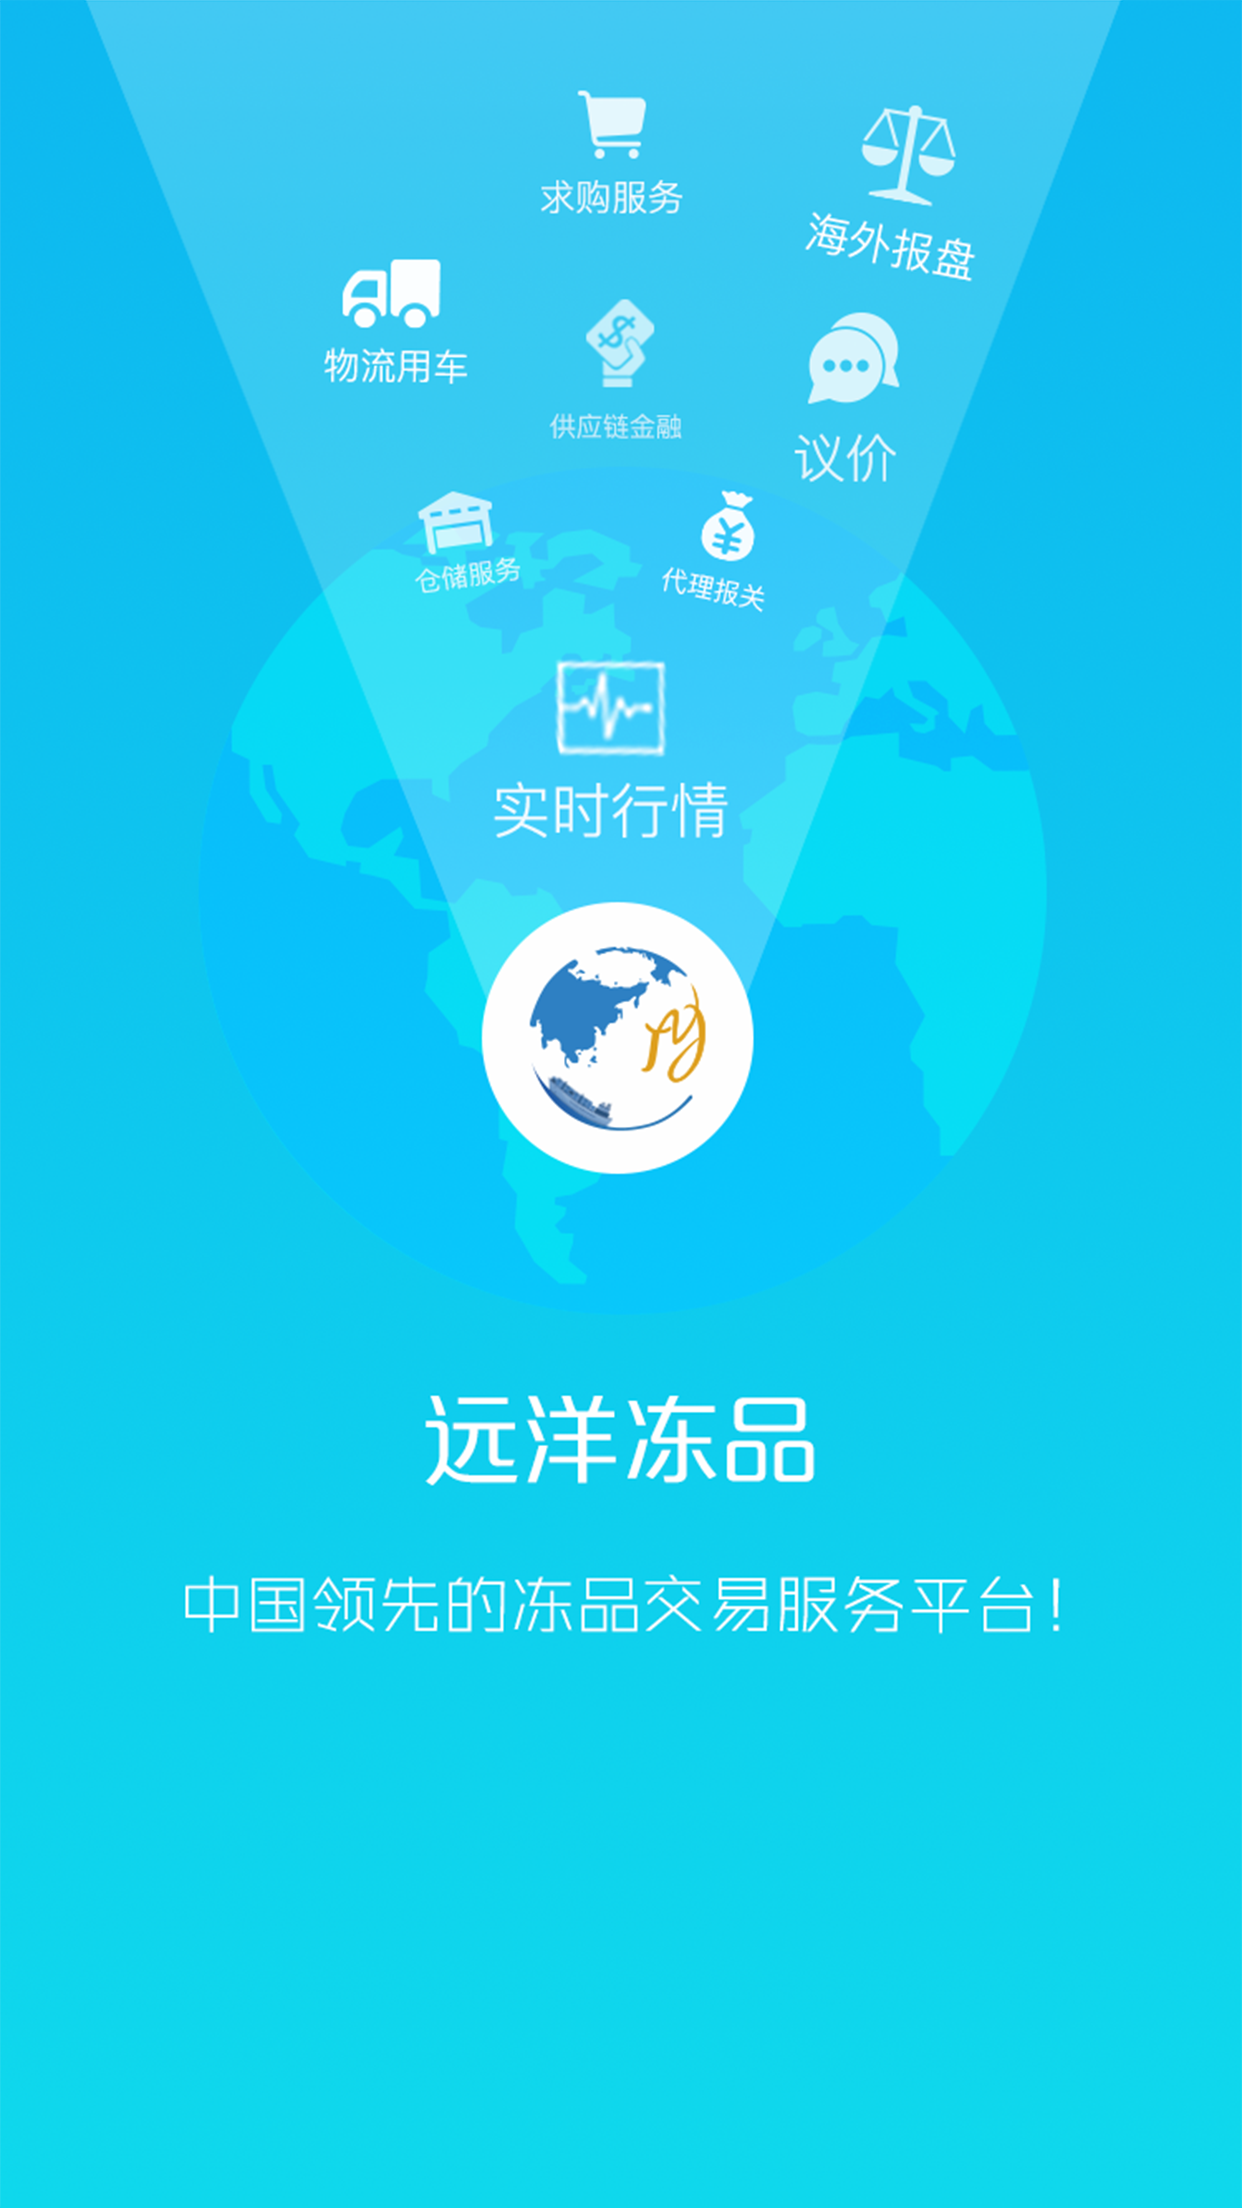 求购服务
海外报盘
物流用车
供应链金融
议价
仓储服务
代理报关
实时行情
远洋冻品
中国领先的冻品交易服务平台！